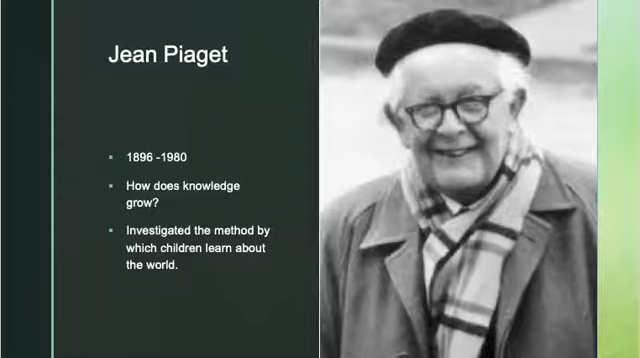 Jean Piaget
1896 -1980
How does knowledge
grow?
Investigated the method by
which children learn about
the world.